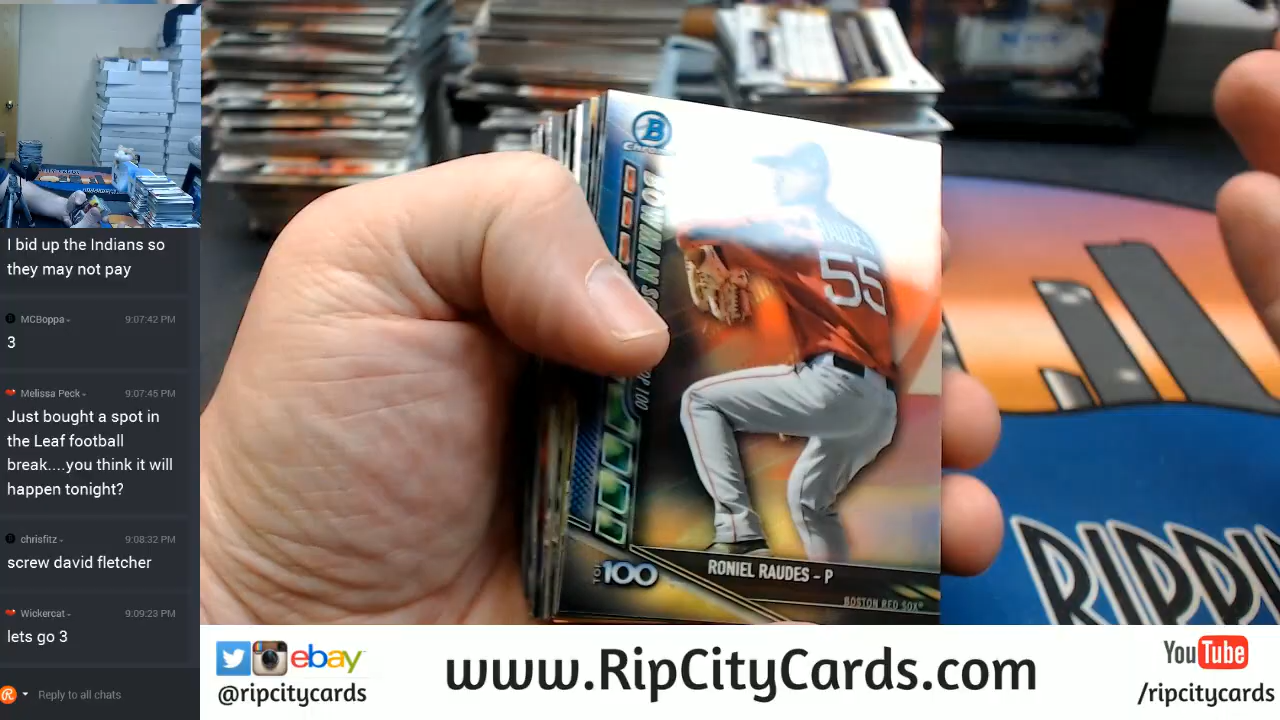 I bid up the Indians so
they may not pay
MCBoppa
9:07:42 PM
3
Melissa Peck
9:07:45 PM
Just bought a spot in
the Leaf football
break....you think it will
happen tonight?
chrisfitz
9:08:32 PM
screw david fletcher
Wickercat
9:09:23 PM
lets go 3
Reply to all chats
B
BOWMAN
100
55
TOP 100
RONIEL RAUDES - P
BOSTON RED SOX
RIPPI
ebay
@ripcitycards
www.RipCityCards.com
YouTube
/ripcitycards